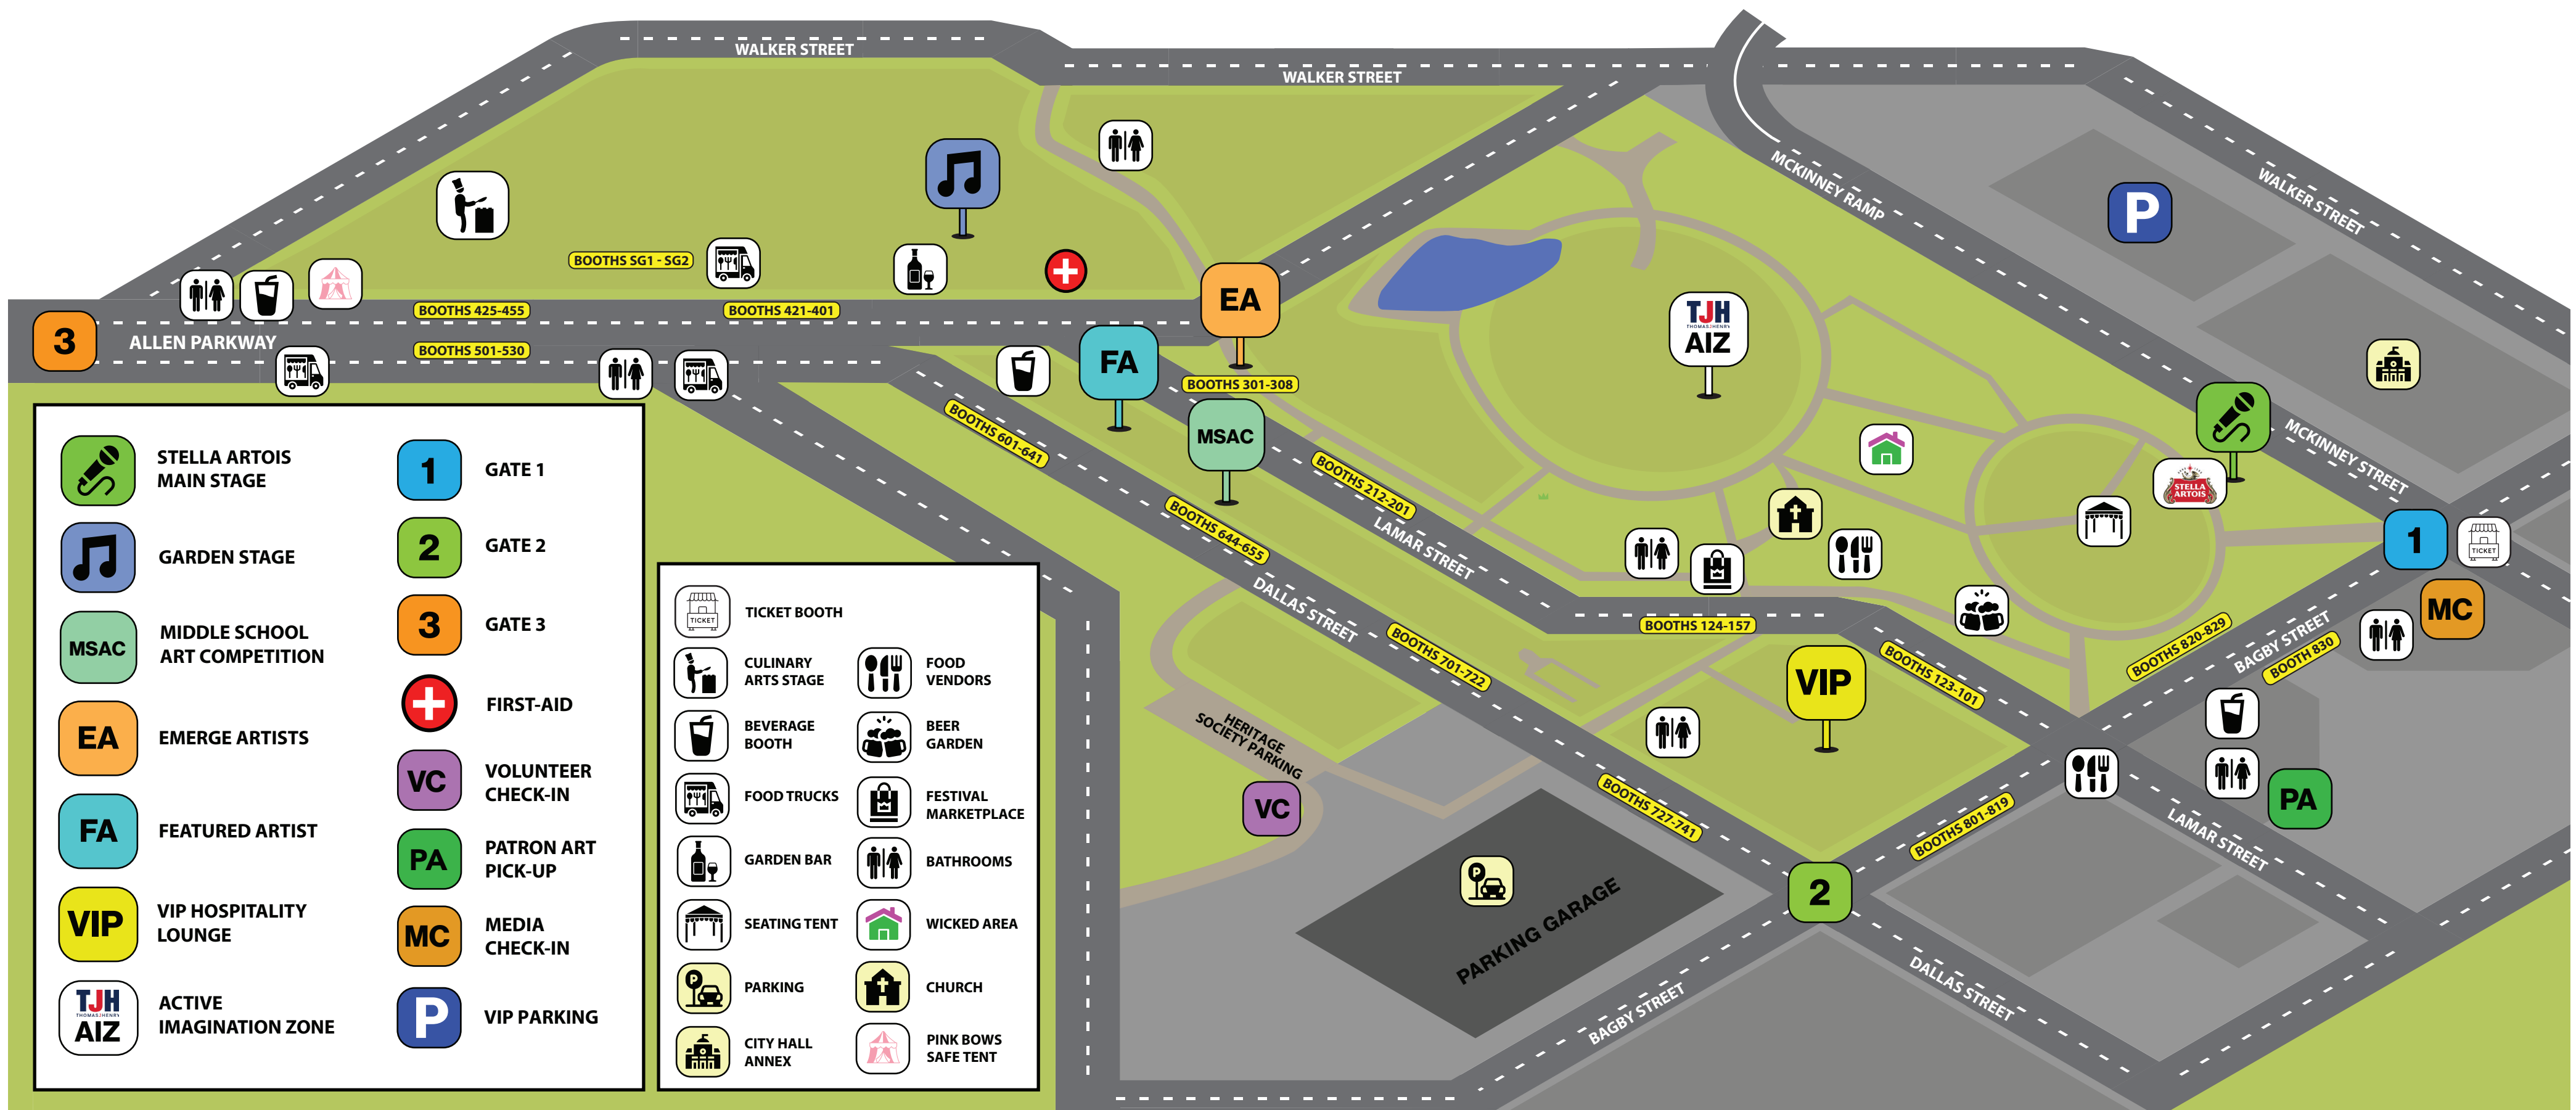 WALKER STREET
WALKER STREET
MCKINNEY RAMP
WALKER STREET
P
BOOTHS SG1 - SG2
EA
BOOTHS 425-455
BOOTHS 421-401
3
ALLEN PARKWAY
BOOTHS 501-530
FA
TJH
THOMAS J HENRY
AIZ
BOOTHS 301-308
MSAC
BOOTHS 601-641
BOOTHS 212-201
MCKINNEY STREET
STELLA
ARTOIS
BOOTHS 644-655
LAMAR STREET
1
TICKET
DALLAS STREET
MC
BOOTHS 124-157
BOOTHS 701-722
BOOTHS 820-829
BAGBY STREET
BOOTH 830
VIP
BOOTHS 123-101
HERITAGE
SOCIETY PARKING
VC
BOOTHS 727-741
BOOTHS 801-819
PA
LAMAR STREET
P
PARKING GARAGE
2
DALLAS STREET
BAGBY STREET
STELLA ARTOIS
MAIN STAGE
GARDEN STAGE
MSAC
MIDDLE SCHOOL
ART COMPETITION
EA
EMERGE ARTISTS
FA
FEATURED ARTIST
VIP
VIP HOSPITALITY
LOUNGE
TJH
THOMAS J HENRY
AIZ
ACTIVE
IMAGINATION ZONE
1
GATE 1
2
GATE 2
3
GATE 3
FIRST-AID
VC
VOLUNTEER
CHECK-IN
PA
PATRON ART
PICK-UP
MC
MEDIA
CHECK-IN
P
VIP PARKING
TICKET
TICKET BOOTH
CULINARY
ARTS STAGE
BEVERAGE
BOOTH
FOOD TRUCKS
GARDEN BAR
SEATING TENT
P
PARKING
CITY HALL
ANNEX
FOOD
VENDORS
BEER
GARDEN
FESTIVAL
MARKETPLACE
BATHROOMS
WICKED AREA
CHURCH
PINK BOWS
SAFE TENT